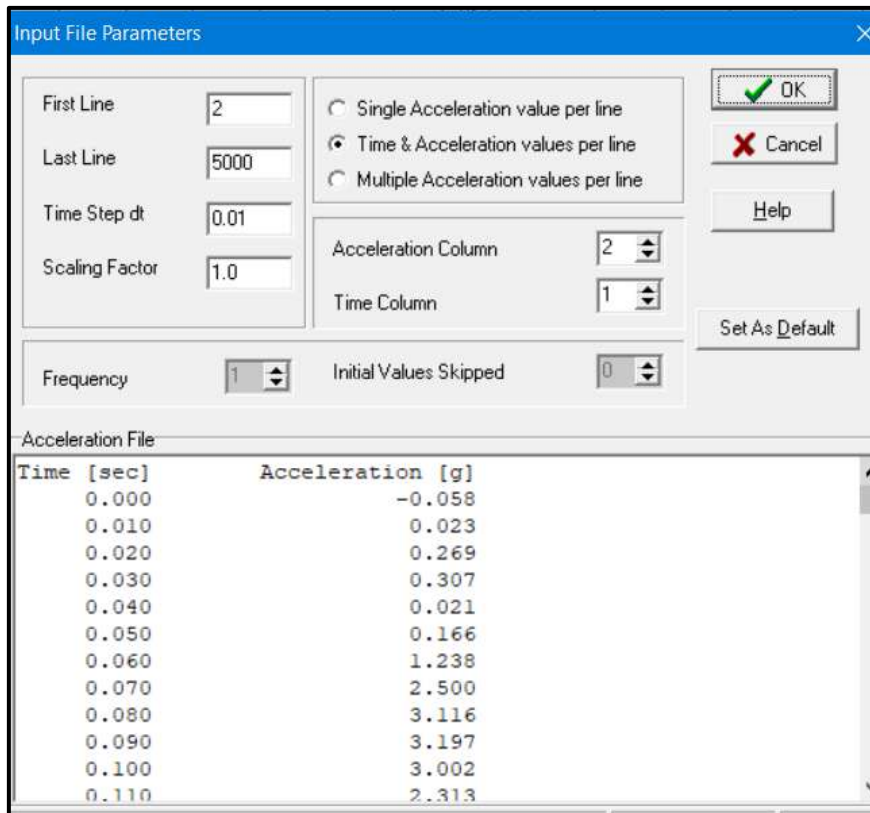 Input File Parameters
First Line 2
Last Line 5000
Time Step dt 0.01
Scaling Factor 1.0
Single Acceleration value per line
Time & Acceleration values per line
Multiple Acceleration values per line
Acceleration Column 2
Time Column 1
OK
Cancel
Help
Set As Default
Frequency 1
Initial Values Skipped 0
Acceleration File
Time [sec] Acceleration [g]
0.000 -0.058
0.010 0.023
0.020 0.269
0.030 0.307
0.040 0.021
0.050 0.166
0.060 1.238
0.070 2.500
0.080 3.116
0.090 3.197
0.100 3.002
0.110 2.313